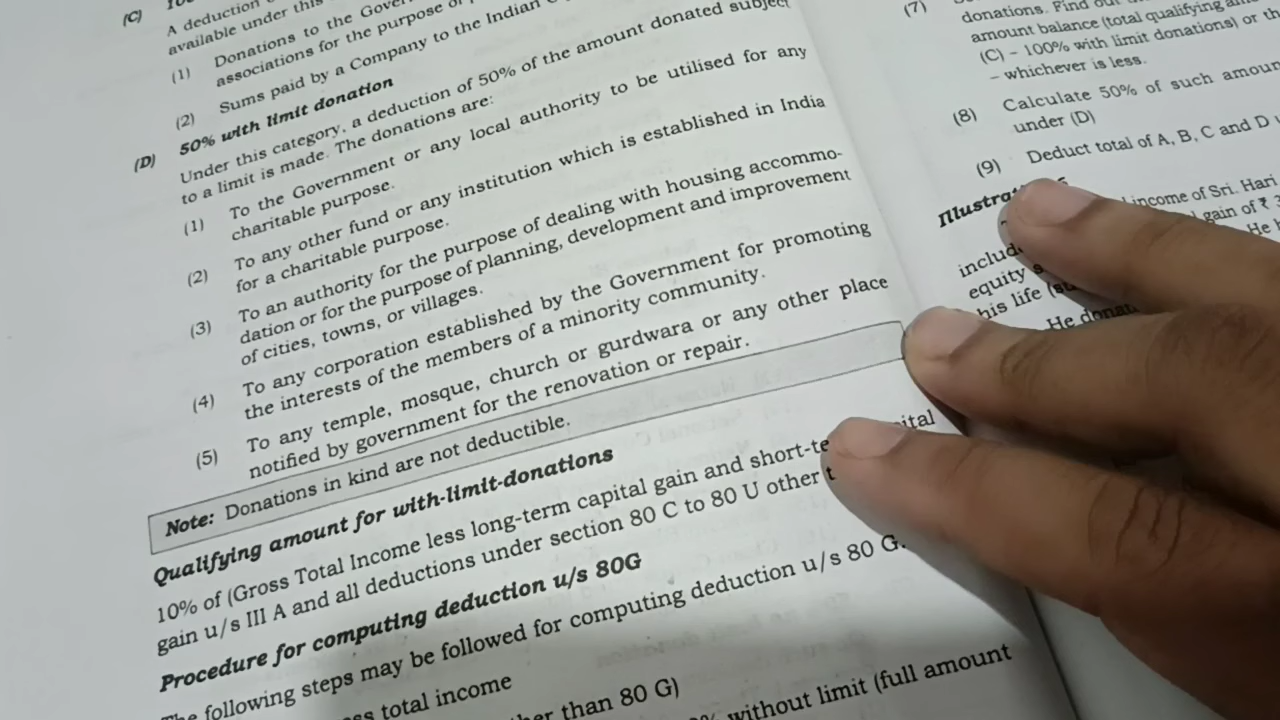 (C)
A deduction
available under this
(1) Donations to the
associations for the purpose
(2) Sums paid by a Company to the Indian
(D) 50% with limit donation
Under this category, a deduction of 50% of the amount donated subject
to a limit is made. The donations are:
(1) To the Government or any local authority to be utilised for any
charitable purpose.
(2) To any other fund or any institution which is established in India
for a charitable purpose.
(3) To an authority for the purpose of dealing with housing accommo-
dation or for the purpose of planning, development and improvement
of cities, towns, or villages.
(4) To any corporation established by the Government for promoting
the interests of the members of a minority community.
(5) To any temple, mosque, church or gurdwara or any other place
notified by government for the renovation or repair.
Note: Donations in kind are not deductible.
Qualifying amount for with-limit-donations
10% of (Gross Total Income less long-term capital gain and short-te
gain u/s III A and all deductions under section 80 C to 80 U other
Procedure for computing deduction u/s 80G
following steps may be followed for computing deduction u/s 80 G.
total income
than 80 G)
without limit (full amount
(7)
donations. Find out
amount balance (total qualifying
(C) – 100% with limit donations) or
– whichever is less.
(8) Calculate 50% of such
under (D)
(9) Deduct total of A, B, C and D
income of Sri. Hari
gain of ₹
He
equity
his life
He